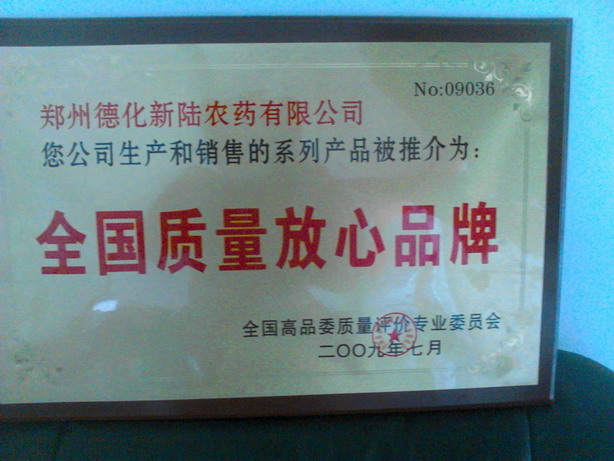 No:09036
郑州德化新陆农药有限公司
您公司生产和销售的系列产品被推介为：
全国质量放心品牌
全国高品委质量评价专业委员会
二〇〇九年七月